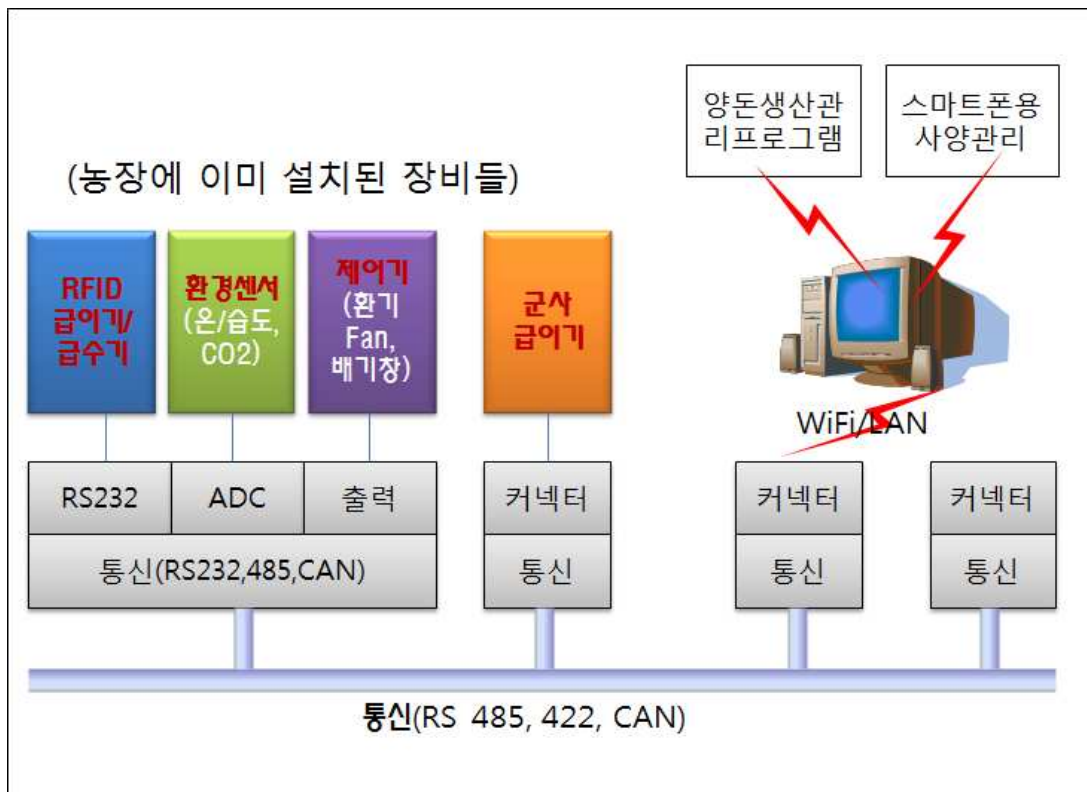 양돈생산관
리프로그램
스마트폰용
사양관리
(농장에 이미 설치된 장비들)
RFID
급이기/
급수기
환경센서
(온/습도,
CO2)
제어기
(환기
Fan,
배기창)
군사
급이기
WiFi/LAN
RS232
ADC
출력
커넥터
커넥터
커넥터
통신(RS232,485,CAN)
통신
통신
통신
통신(RS 485, 422, CAN)